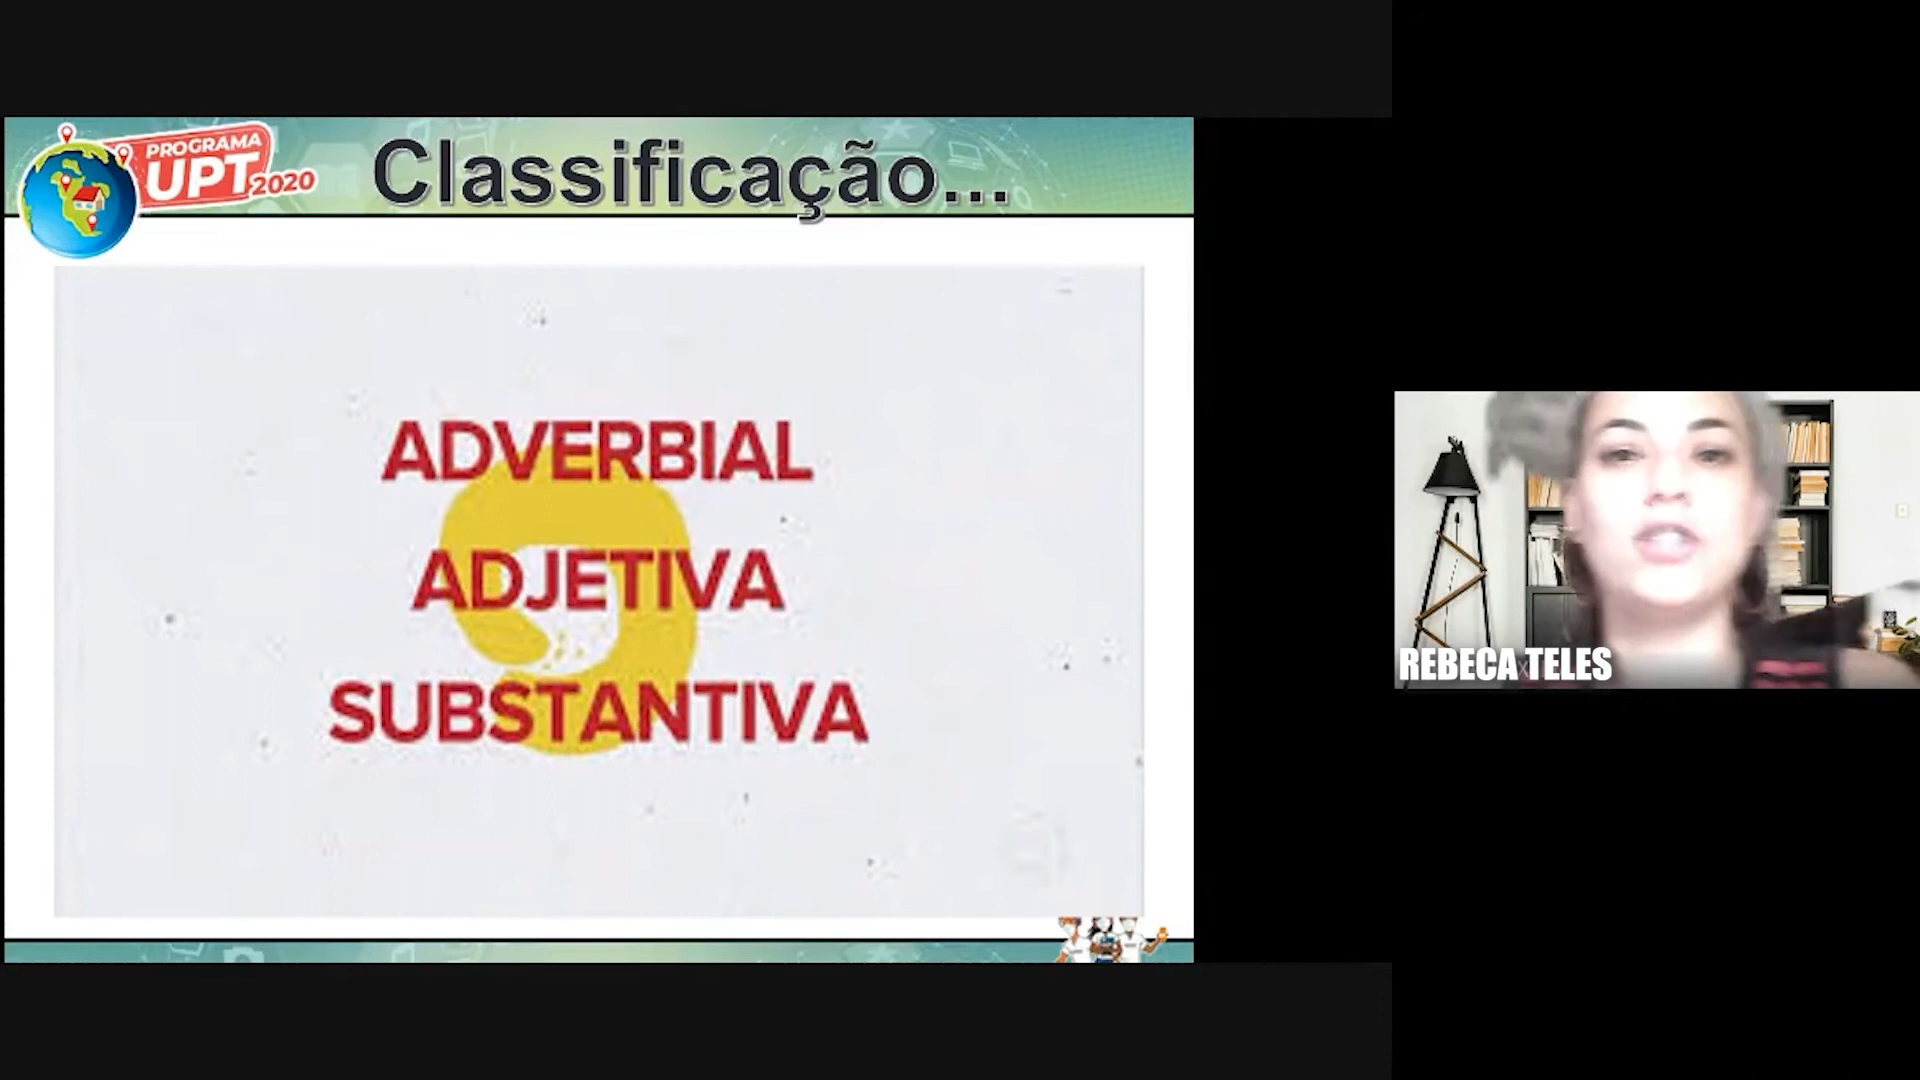 PROGRAMA
UPT 2020
Classificação...
ADVERBIAL
ADJETIVA
SUBSTANTIVA
REBECA TELES